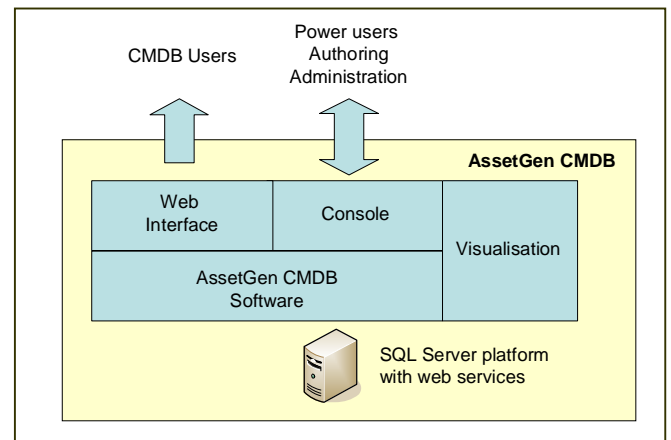 CMDB Users
Power users
Authoring
Administration
AssetGen CMDB
Web
Interface
Console
Visualisation
AssetGen CMDB
Software
SQL Server platform
with web services